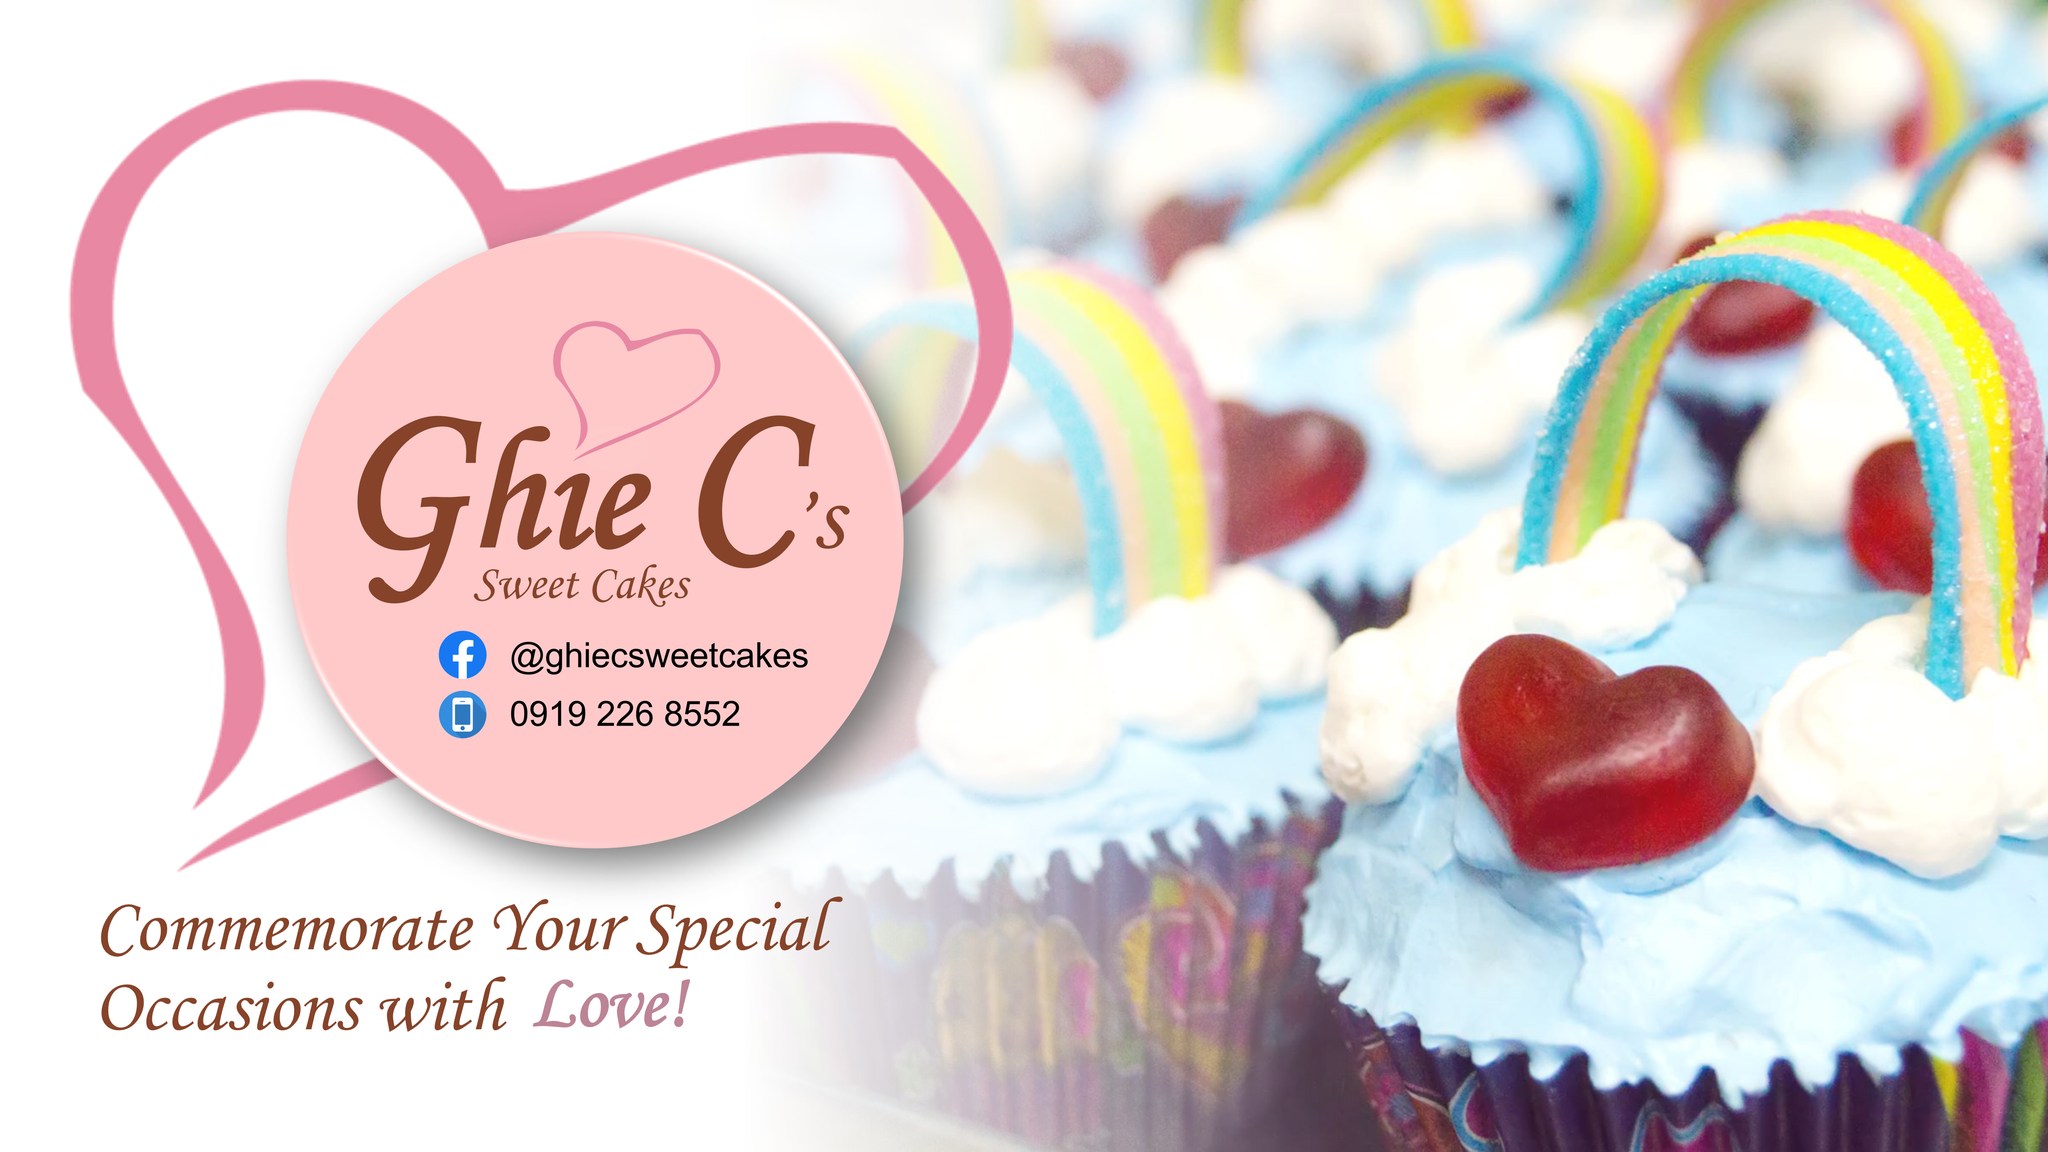 Ghie C's
Sweet Cakes
@ghiecsweetcakes
0919 226 8552
Commemorate Your Special
Occasions with Love!